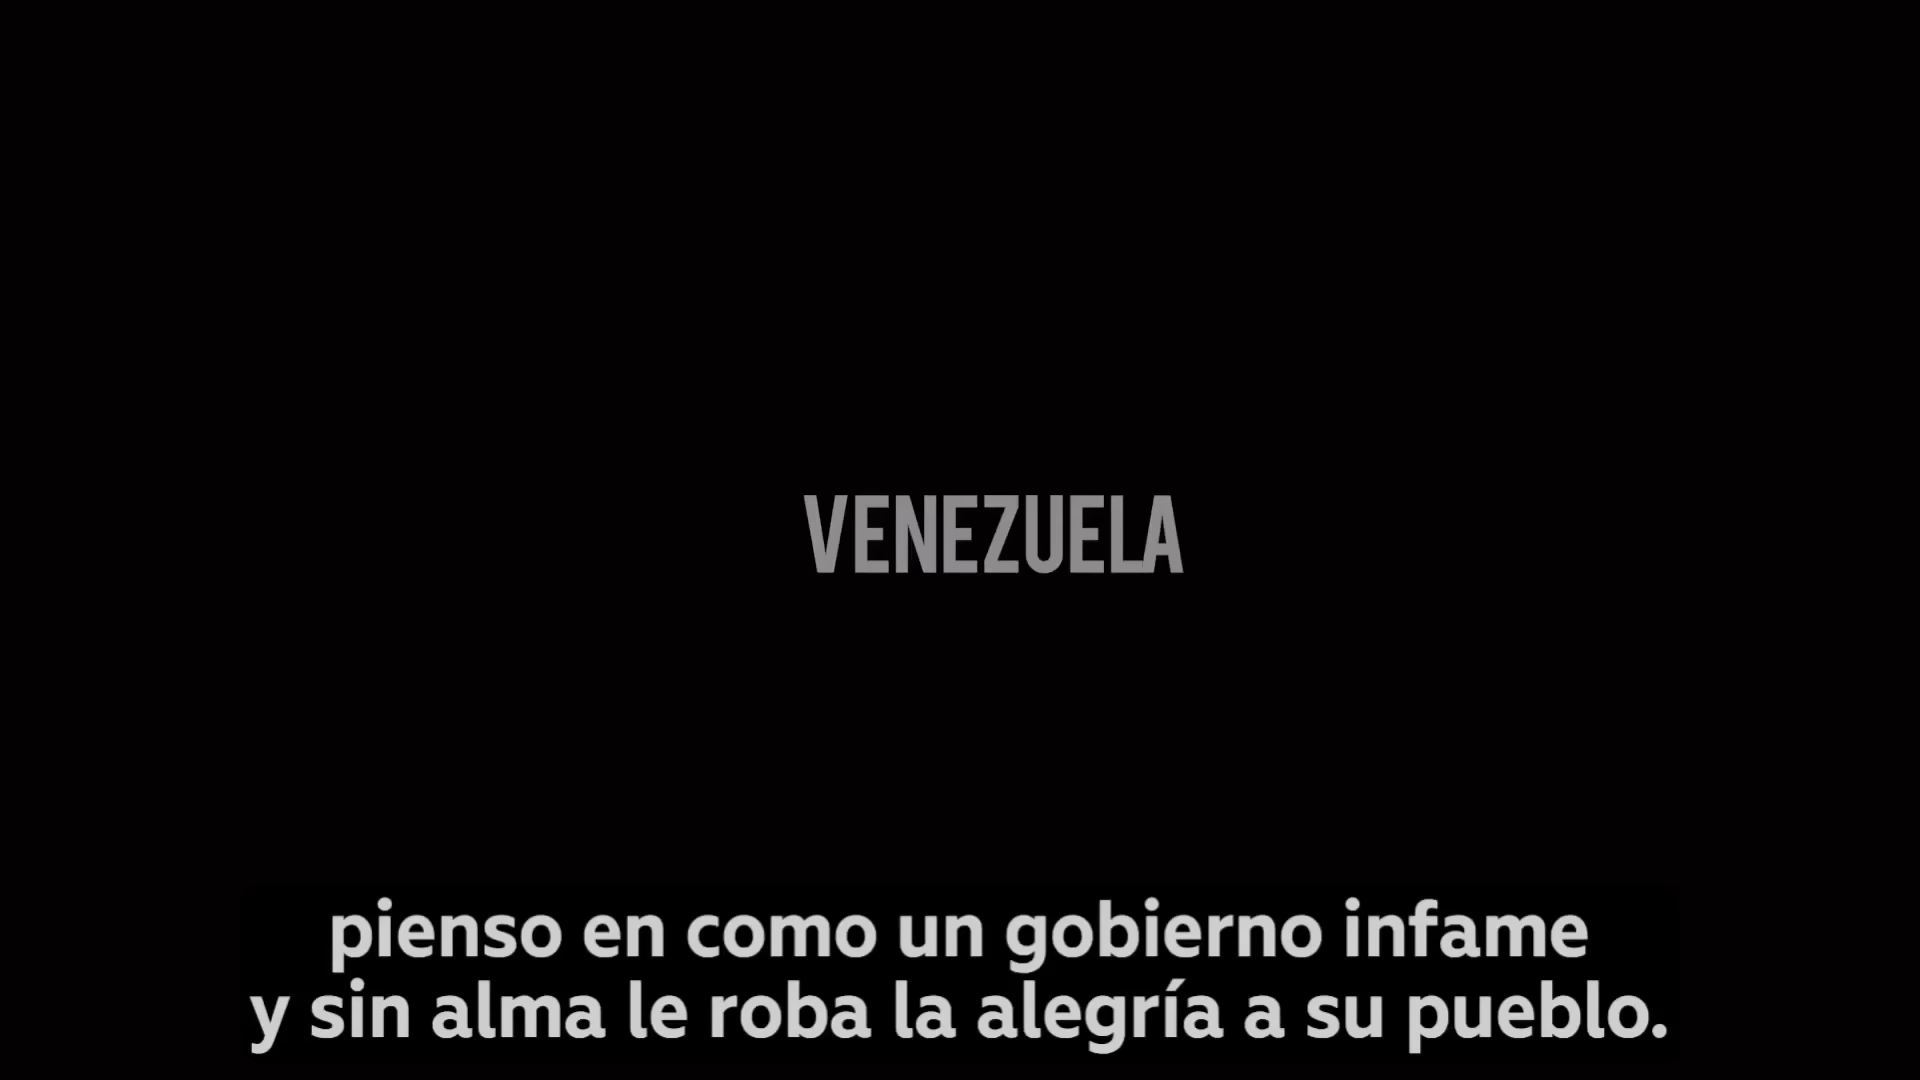 VENEZUELA
pienso en como un gobierno infame
y sin alma le roba la alegría a su pueblo.